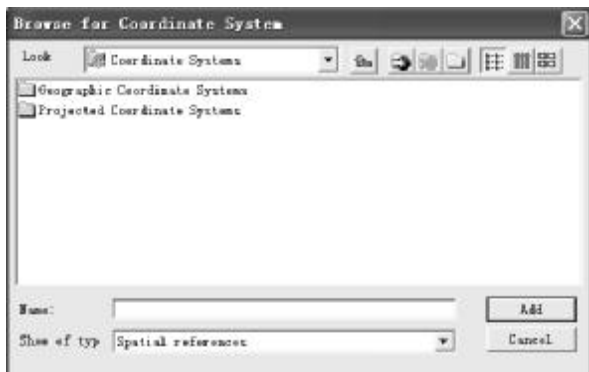 Browse for Coordinate System
Look Coordinate Systems
Geographic Coordinate Systems
Projected Coordinate Systems
Name: Add
Show of typ Spatial references Cancel